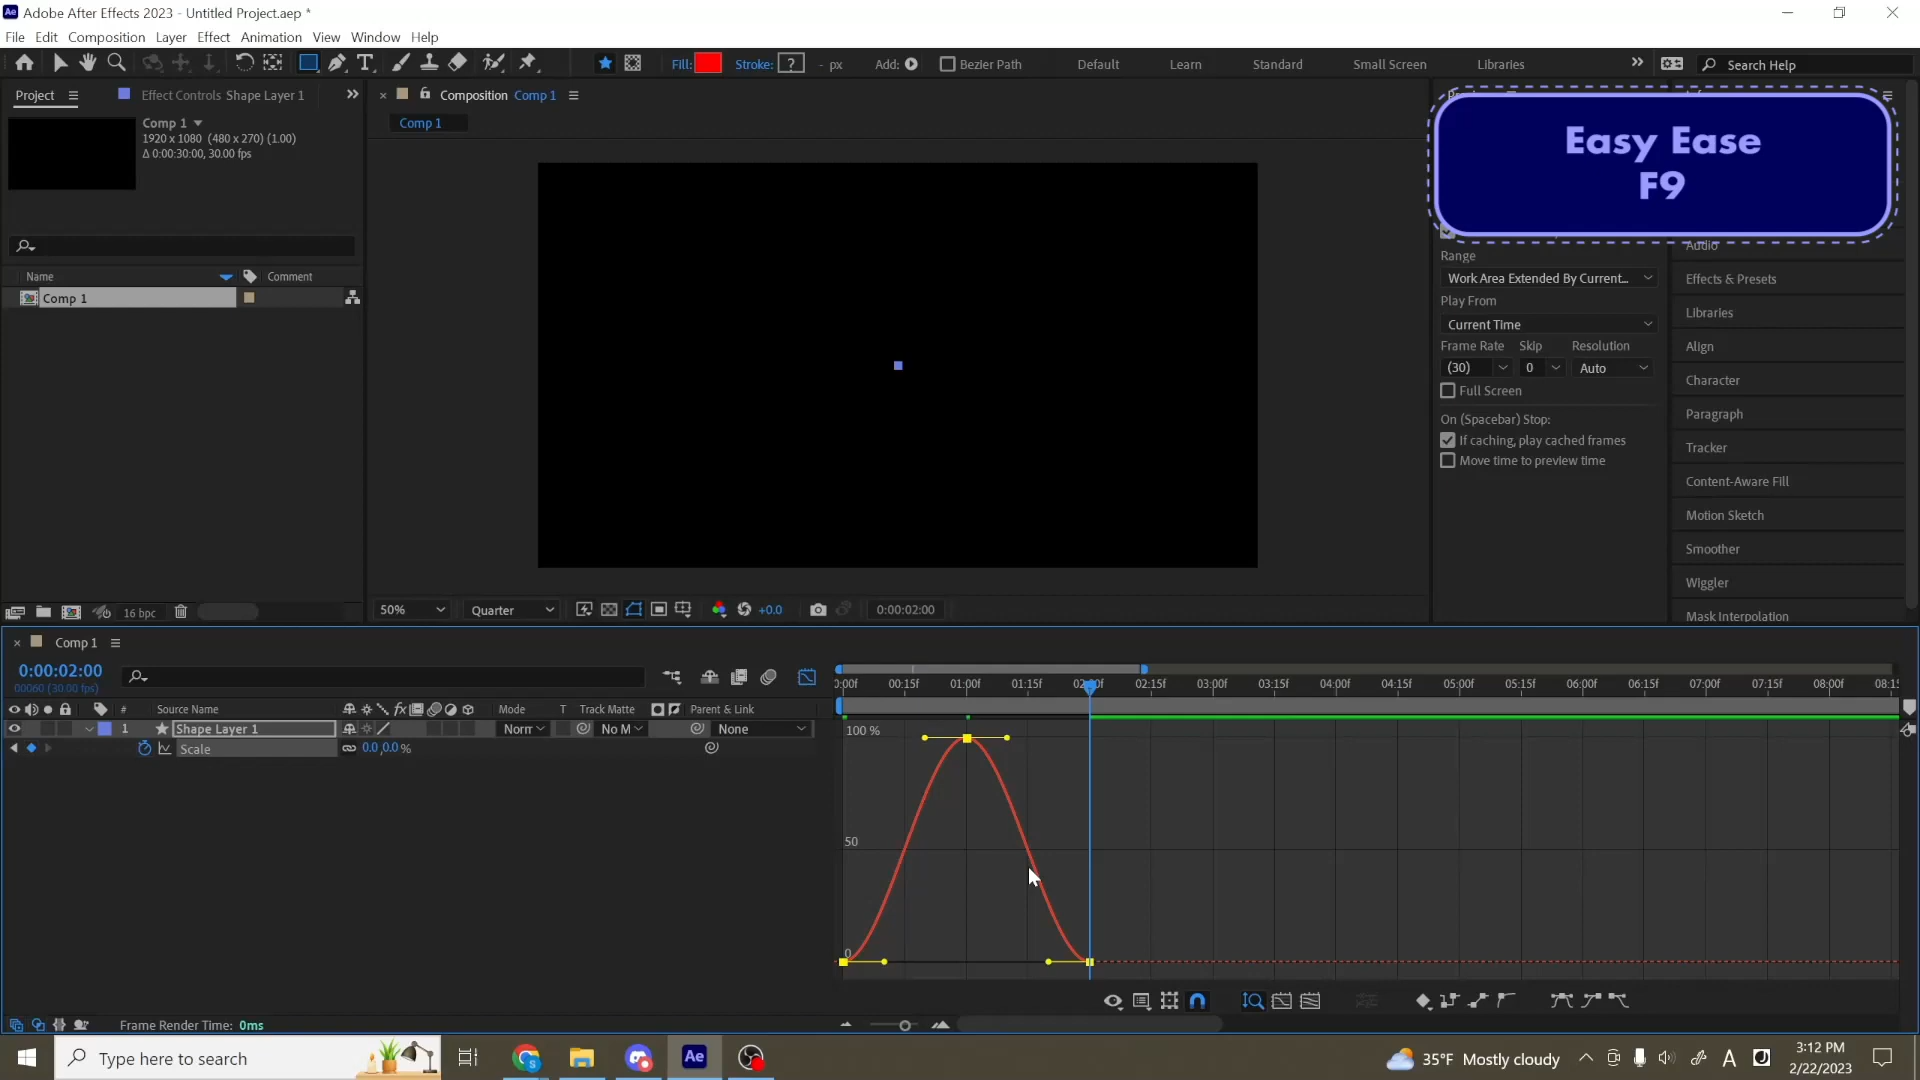 Ae Adobe After Effects 2023 - Untitled Project.aep *
File Edit Composition Layer Effect Animation View Window Help
Fill: Stroke: ? - px Add: Bezier Path Default Learn Standard Small Screen Libraries Search Help
Project Effect Controls Shape Layer 1
Composition Comp 1
Comp 1
Comp 1
1920 x 1080 (480 x 270) (1.00)
Δ 0:00:30:00, 30.00 fps
Easy Ease
F9
Name Comment
Comp 1
Range
Work Area Extended By Current...
Play From
Current Time
Frame Rate Skip Resolution
(30) 0 Auto
Full Screen
On (Spacebar) Stop:
If caching, play cached frames
Move time to preview time
Audio
Effects & Presets
Libraries
Align
Character
Paragraph
Tracker
Content-Aware Fill
Motion Sketch
Smoother
Wiggler
Mask Interpolation
16 bpc
50% Quarter +0.0 0:00:02:00
Comp 1
0:00:02:00
00060 (30.00 fps)
# Source Name Mode T Track Matte Parent & Link
1 Shape Layer 1 Norr No M None
Scale 0.0,0.0%
00:15f 01:00f 01:15f 02:15f 03:00f 03:15f 04:00f 04:15f 05:00f 05:15f 06:00f 06:15f 07:00f 07:15f 08:00f
100 %
50
0
Frame Render Time: 0ms
Type here to search
Ae
35°F Mostly cloudy
A
3:12 PM
2/22/2023